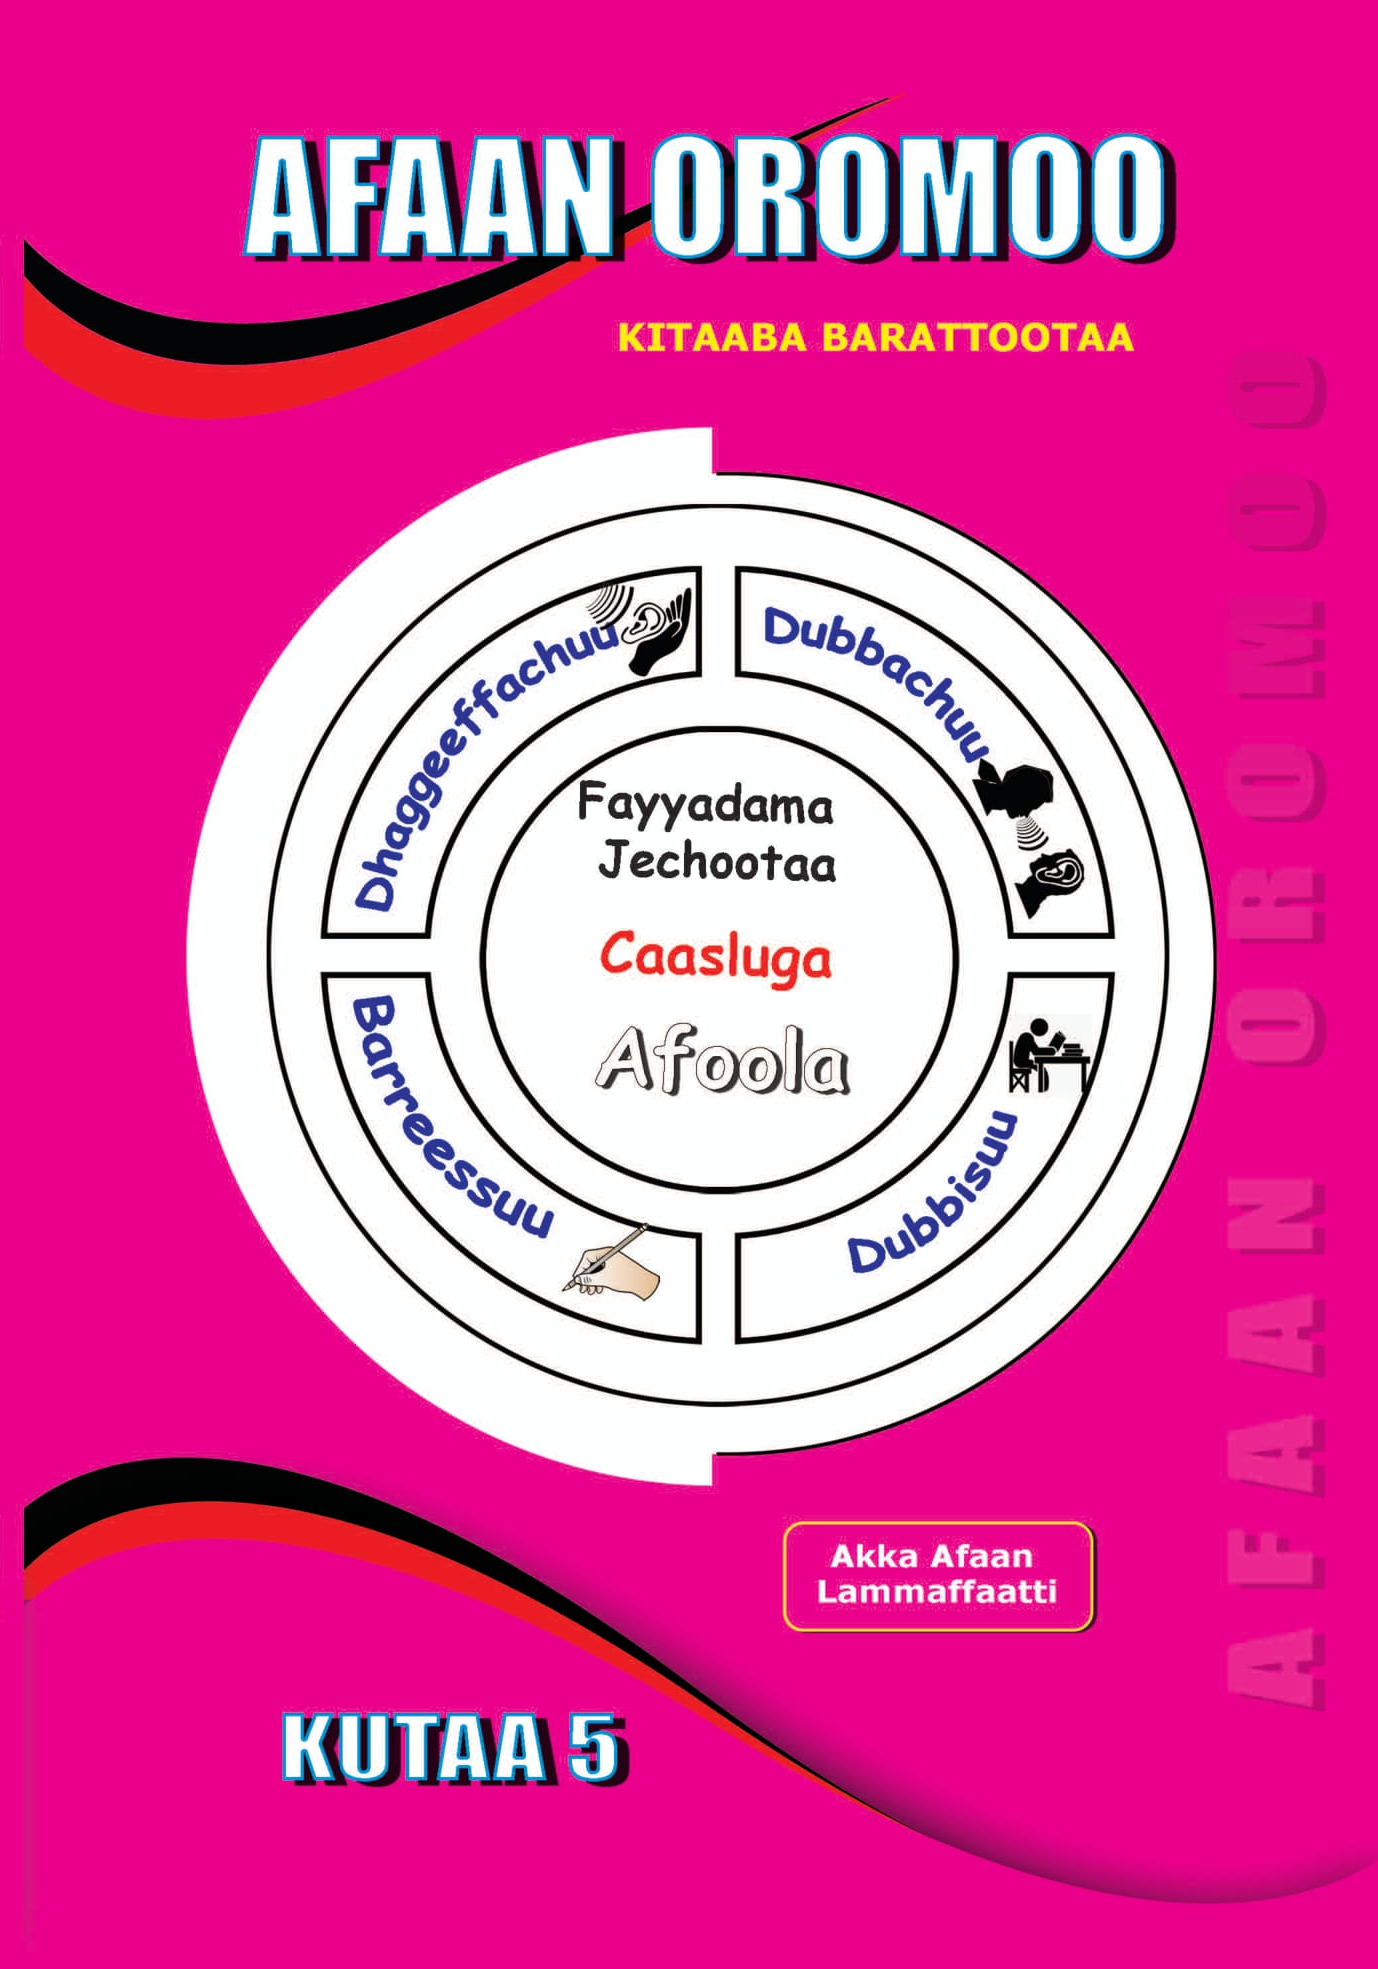 AFAAN OROMOO
KITAABA BARATTOOTAA
Dhaggeeffachuu
Dubbachuu
Fayyadama
Jechootaa
Caasluga
Afoola
Barreessuu
Dubbisuu
Akka Afaan
Lammaffaatti
KUTAA 5
AFAAN OROMOO